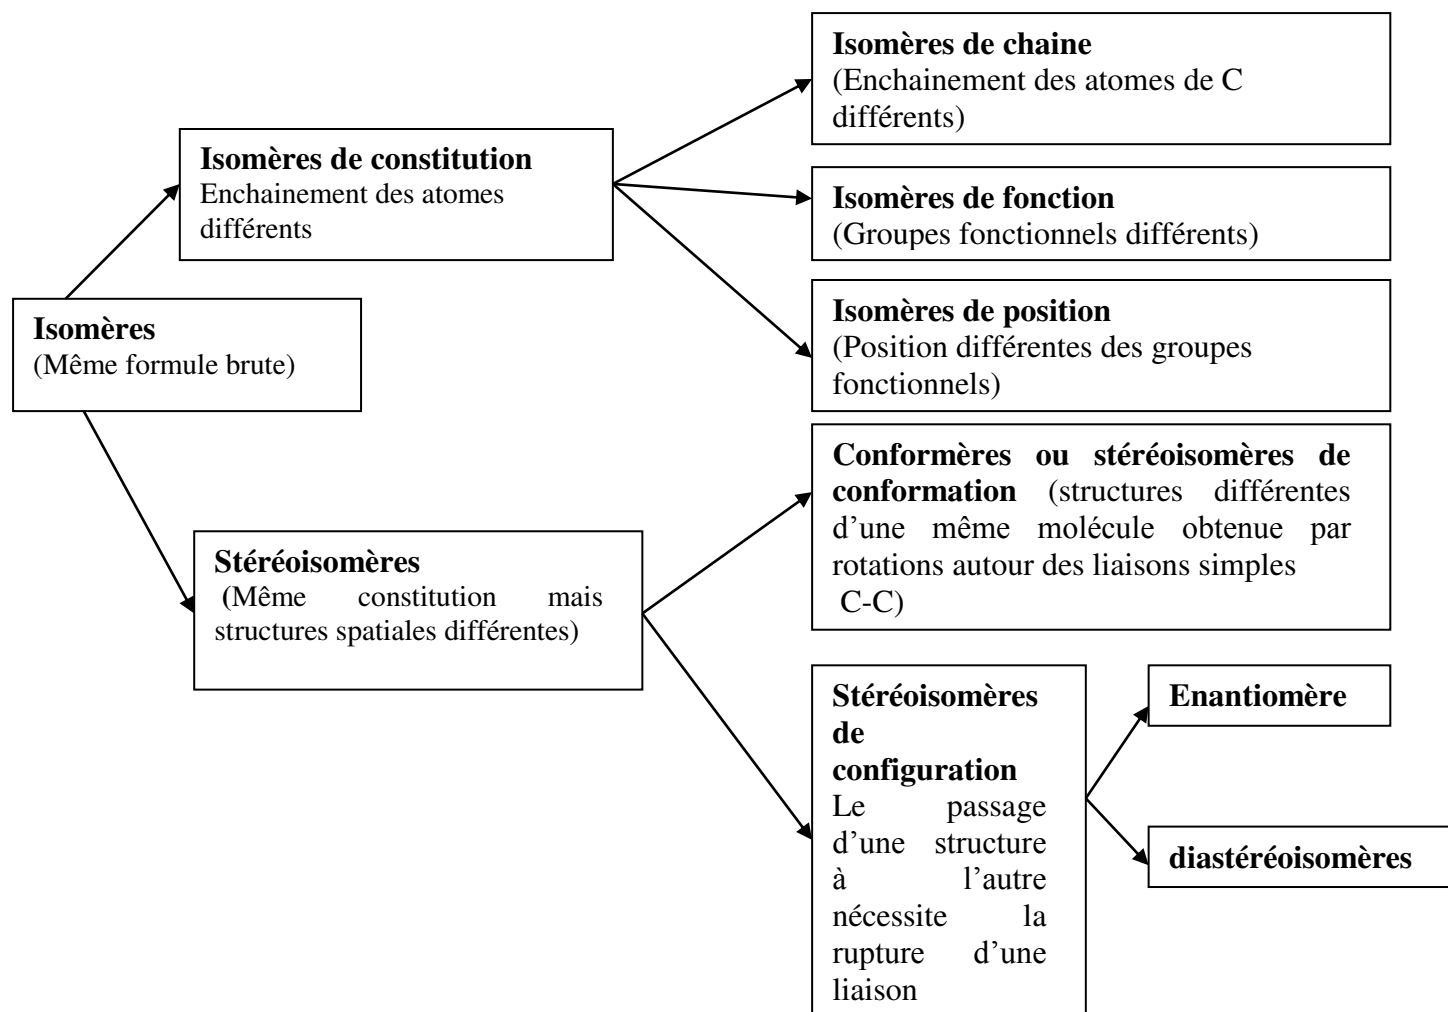 Isomères de chaine
(Enchainement des atomes de C
différents)
Isomères de constitution
Enchainement des atomes
différents
Isomères de fonction
(Groupes fonctionnels différents)
Isomères
(Même formule brute)
Isomères de position
(Position différentes des groupes
fonctionnels)
Conformères ou stéréoisomères de
conformation (structures différentes
d’une même molécule obtenue par
rotations autour des liaisons simples
C-C)
Stéréoisomères
(Même constitution mais
structures spatiales différentes)
Stéréoisomères
de
configuration
Le passage
d’une structure
à l’autre
nécessite la
rupture d’une
liaison
Enantiomère
diastéréoisomères